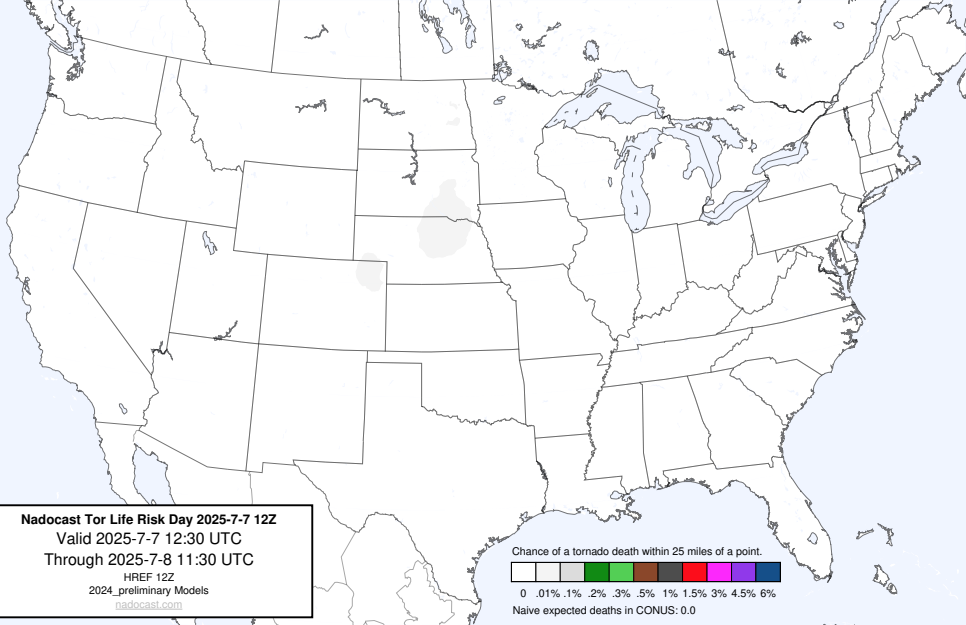 Nadocast Tor Life Risk Day 2025-7-7 12Z
Valid 2025-7-7 12:30 UTC
Through 2025-7-8 11:30 UTC
HREF 12Z
2024_preliminary Models
nadocast.com
Chance of a tornado death within 25 miles of a point.
0 .01% .1% .2% .3% .5% 1% 1.5% 3% 4.5% 6%
Naive expected deaths in CONUS: 0.0